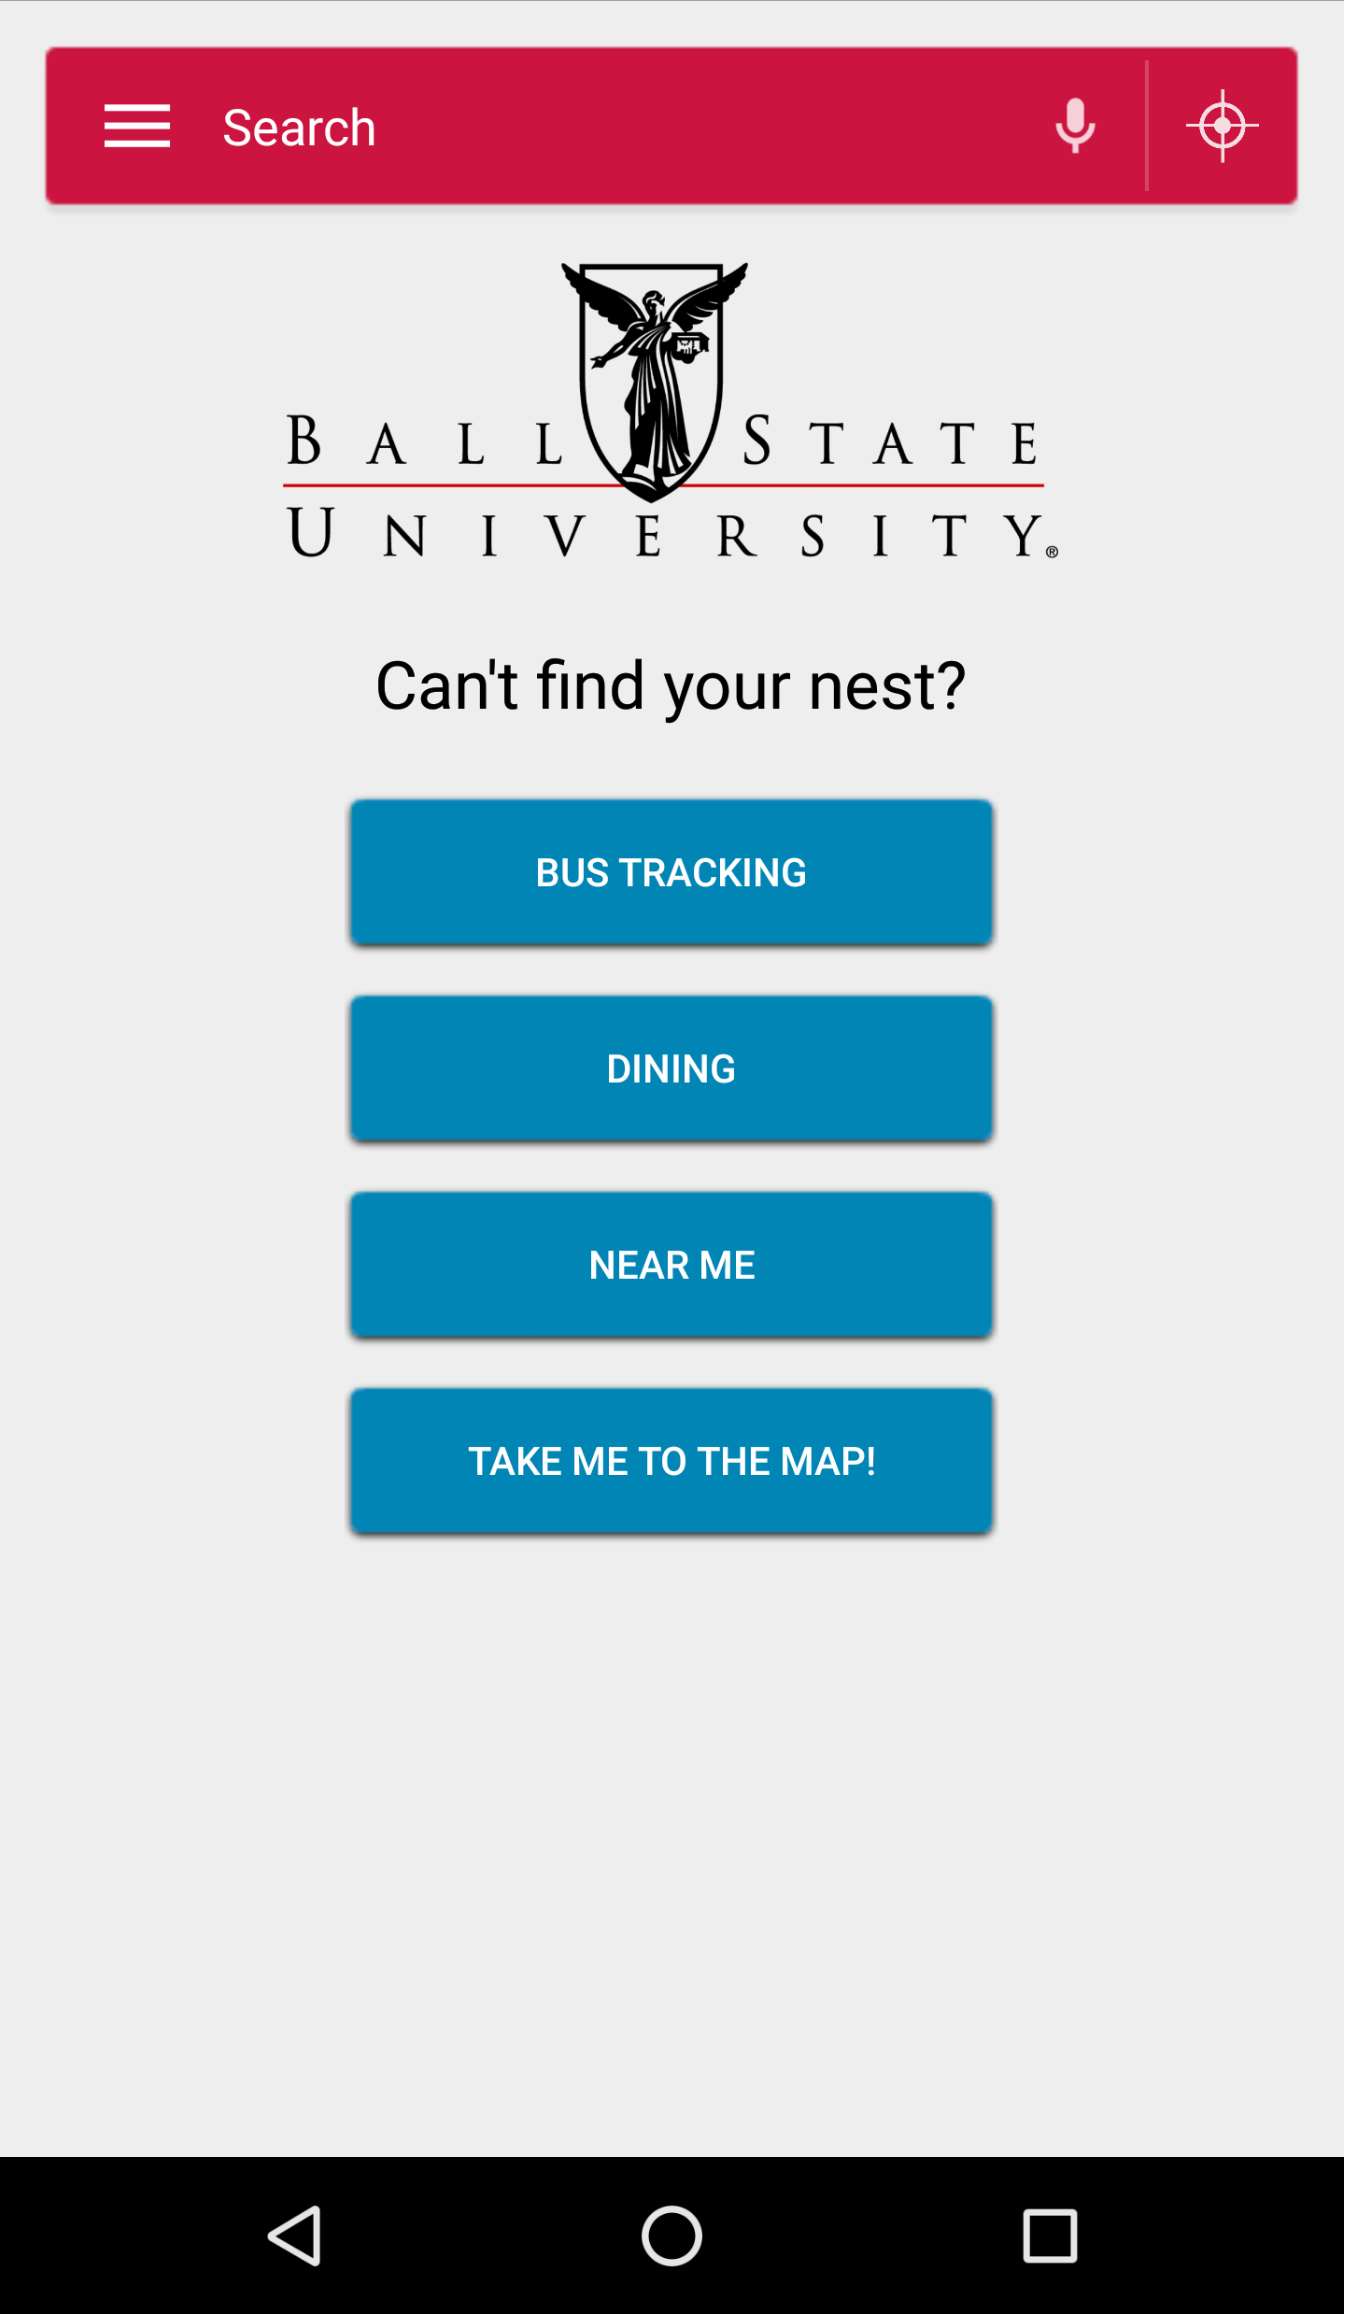 Search
BALL STATE
UNIVERSITY®
Can't find your nest?
BUS TRACKING
DINING
NEAR ME
TAKE ME TO THE MAP!